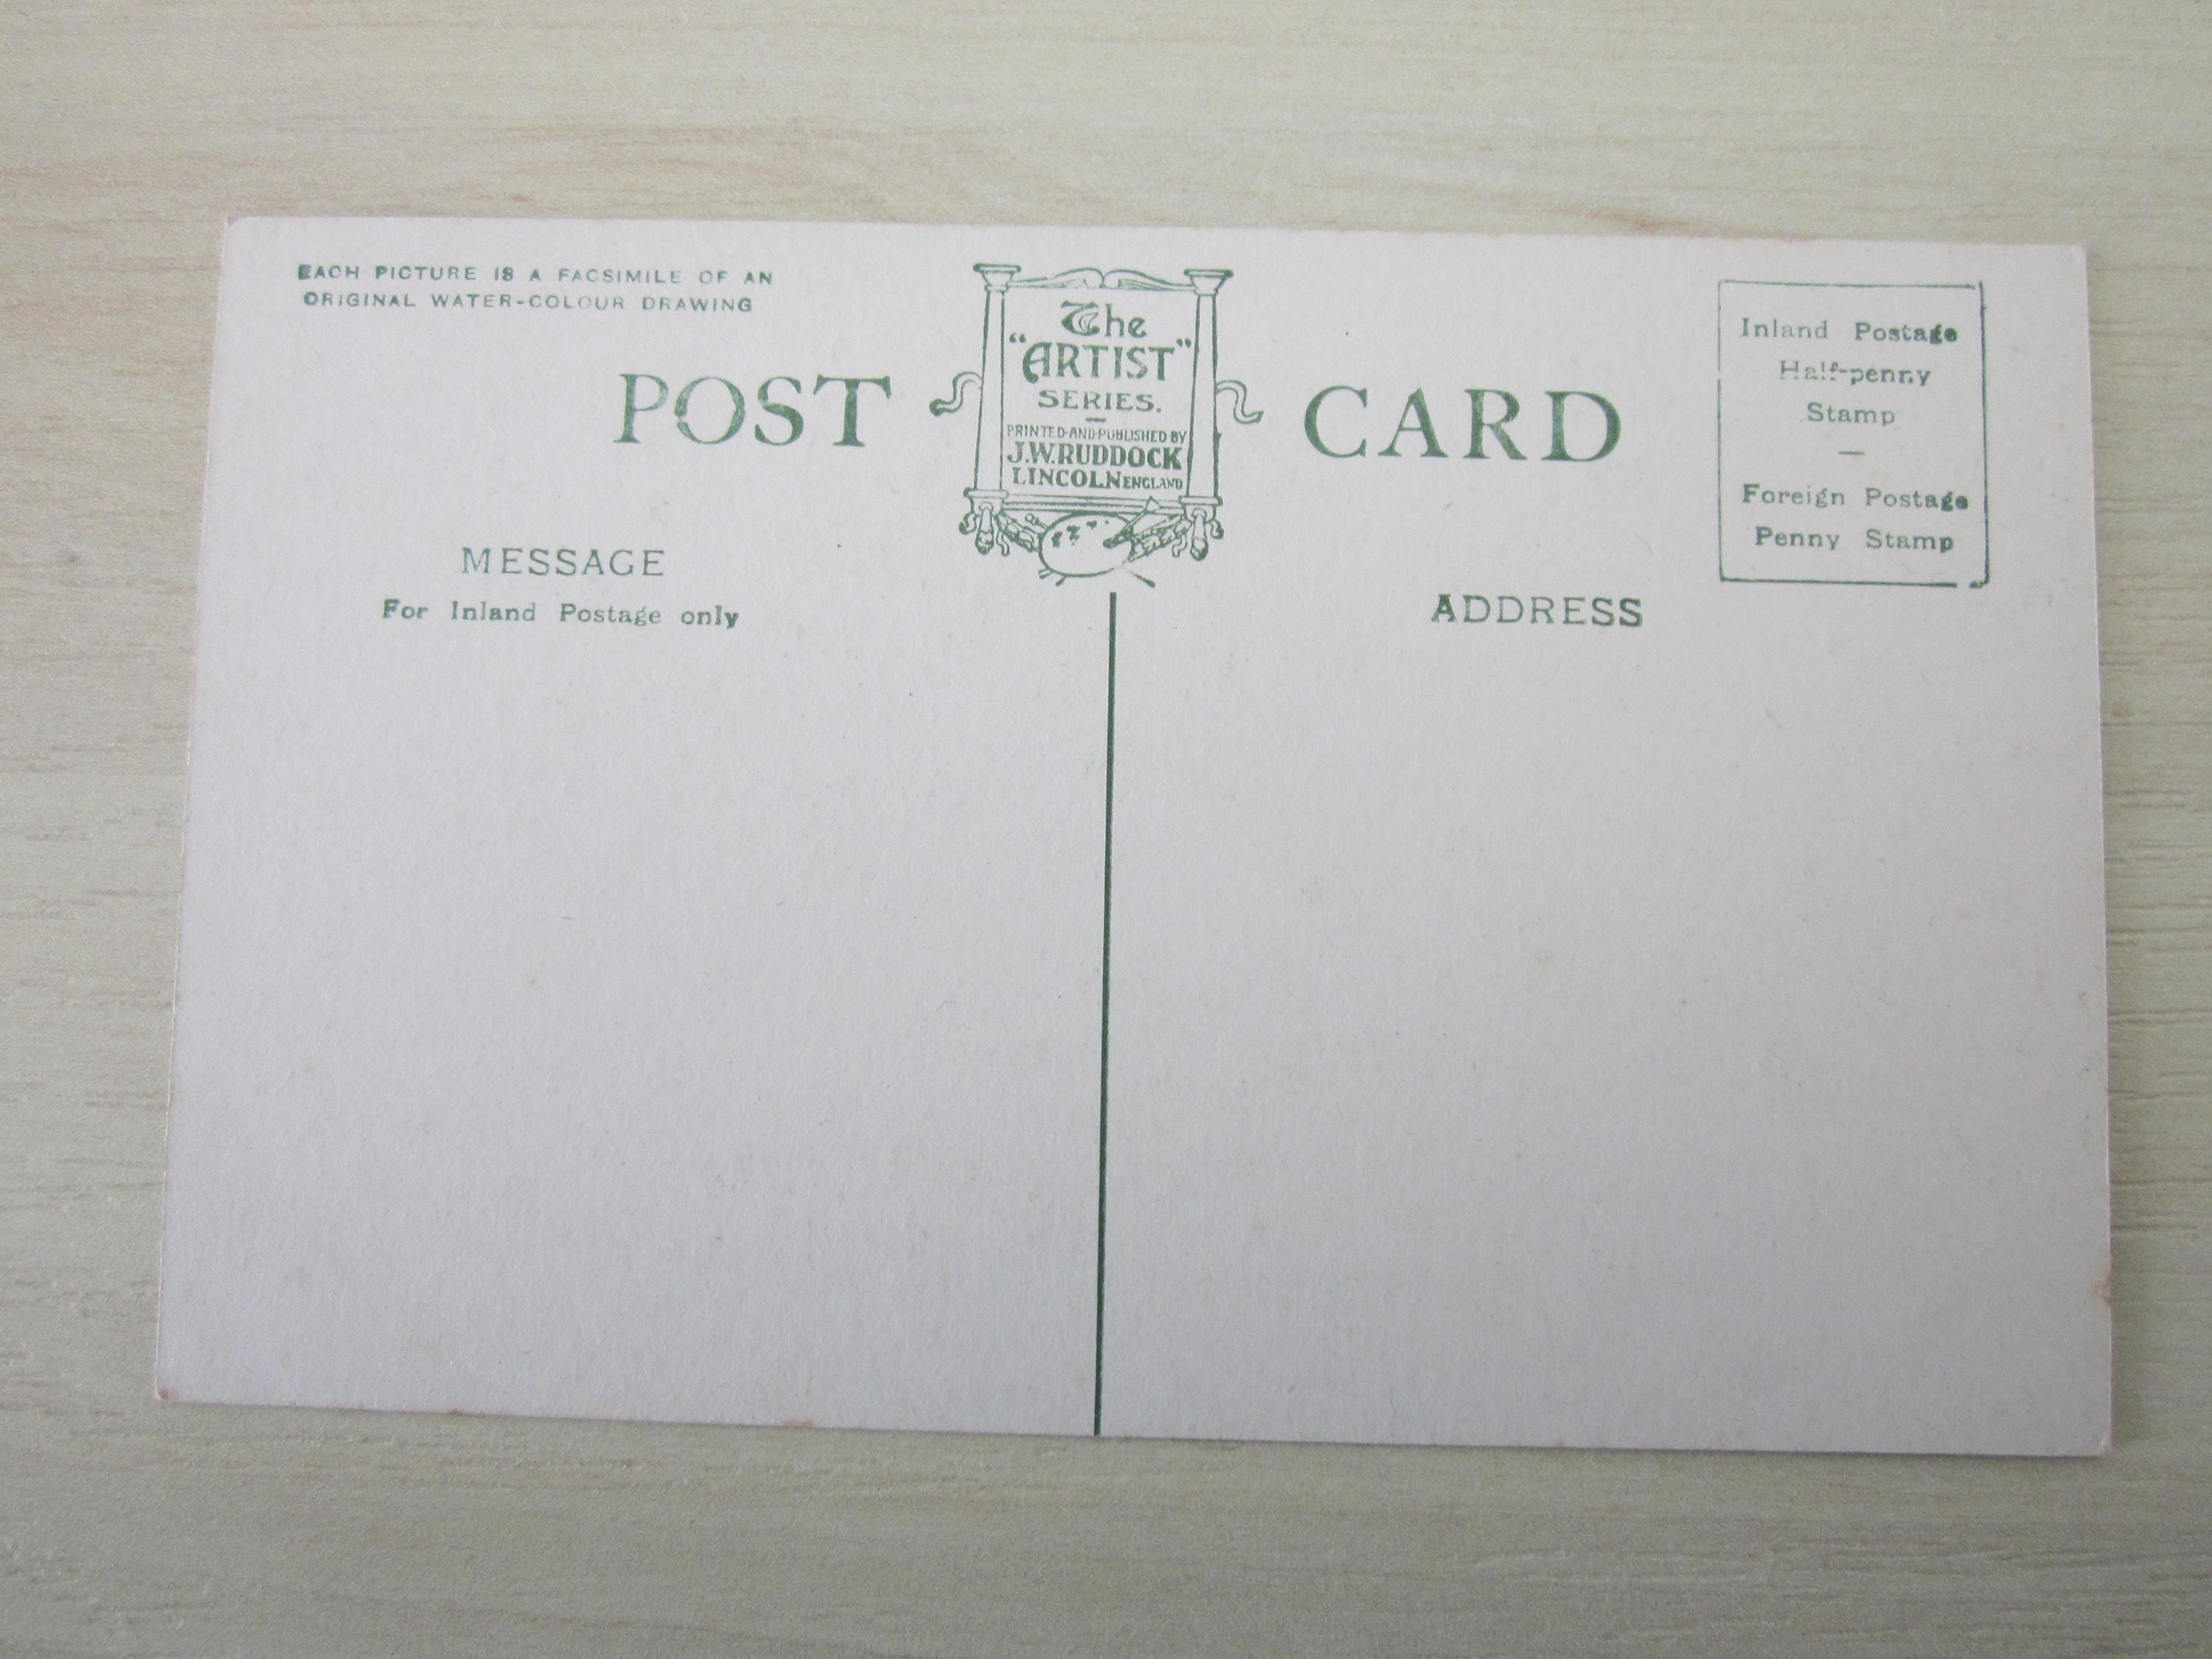 EACH PICTURE IS A FACSIMILE OF AN
ORIGINAL WATER-COLOUR DRAWING
POST CARD
The
"ARTIST"
SERIES.
PRINTED·AND·PUBLISHED BY
J.W.RUDDOCK
LINCOLN ENGLAND
Inland Postage
Half-penny
Stamp
—
Foreign Postage
Penny Stamp
MESSAGE
For Inland Postage only
ADDRESS